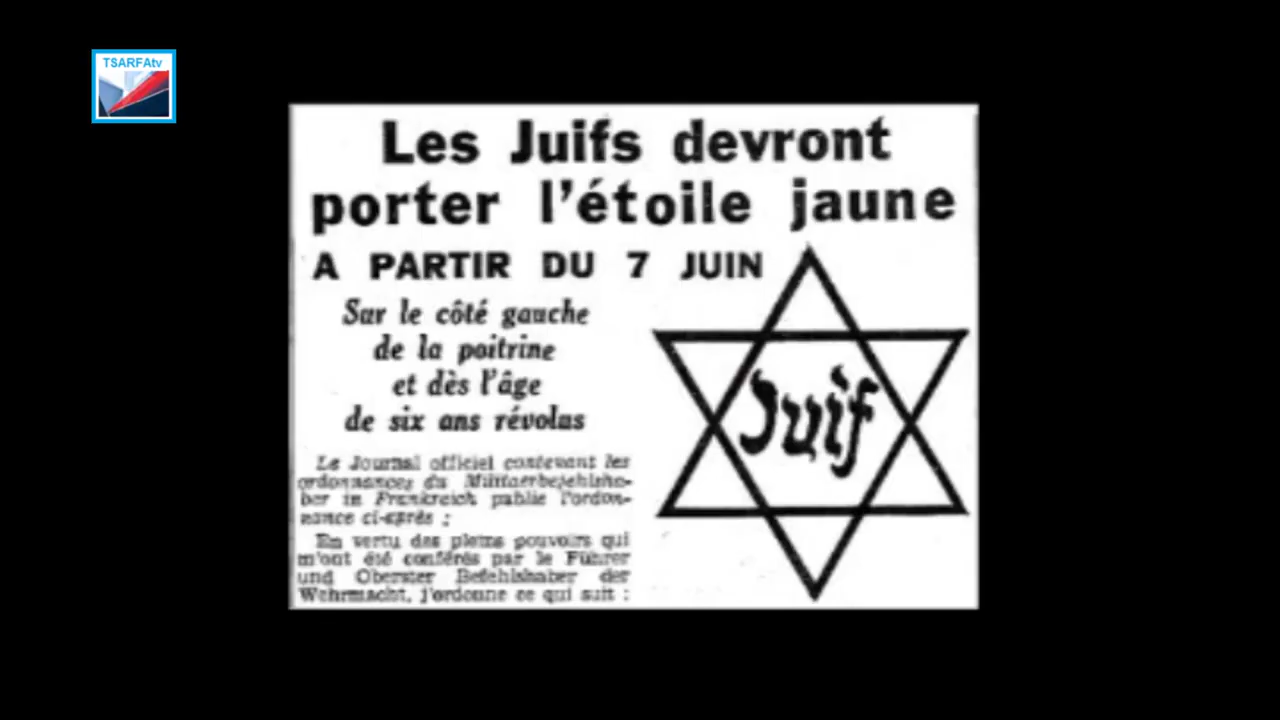 TSARFAtv
Les Juifs devront
porter l'étoile jaune
A PARTIR DU 7 JUIN
Sur le côté gauche
de la poitrine
et dès l'âge
de six ans révolus
Juif
Le Journal officiel contenant les
ordonnances du Militaerbefehlsha-
ber in Frankreich publie l'ordon-
nance ci-après :
En vertu des pleins pouvoirs qui
m'ont été conférés par le Führer
und Oberster Befehlshaber der
Wehrmacht, j'ordonne ce qui suit :